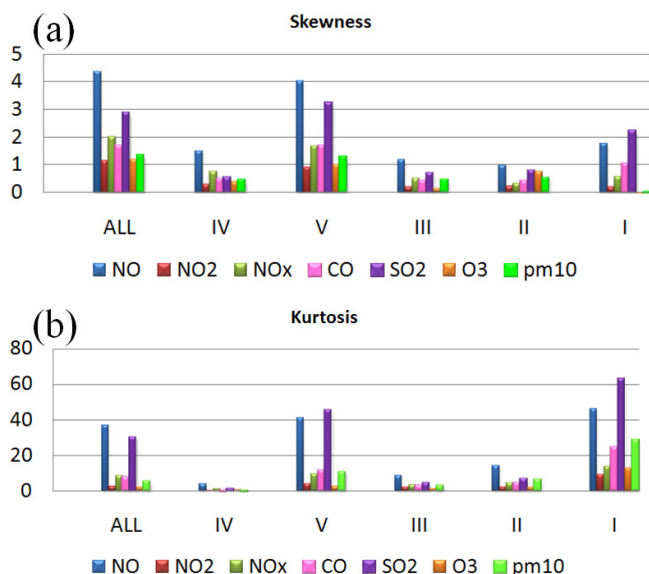 (a)
Skewness
5
4
3
2
1
0
ALL IV V III II I
NO NO2 NOx CO SO2 O3 pm10
(b)
Kurtosis
80
60
40
20
0
ALL IV V III II I
NO NO2 NOx CO SO2 O3 pm10